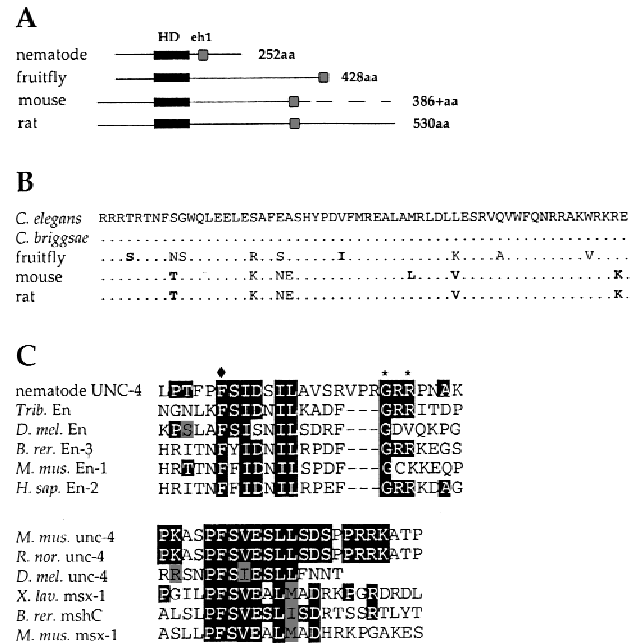 A
HD eh1
nematode 252aa
fruitfly 428aa
mouse 386+aa
rat 530aa
B
C. elegans RRRTRTNFSGWQLEELESAFEASHYPDVFMREALAMRLDLLESRVQVWFQNRRAKWRKRE
C. briggsae ............................................................
fruitfly ...S...NS......R..S.....I.........K...Q.......W...
mouse ......T......K.NE..........L...V.............K.
rat ......T......K.NE..............V.............K.
C
◆ * *
nematode UNC-4 LPTFPFSIDSILAVSRVPRGRRPNAK
Trib. En NGNLKFSIDNILKADF---GRRITDP
D. mel. En KPSLAFSISNILSDRF---GDVQKPG
B. rer. En-3 HRITNFYIDNILRPDF---GRRKEGS
M. mus. En-1 HRTTNFFIDNILSPDF---GCKKEQP
H. sap. En-2 HRITNFFIDNILRPEF---GRRKDAG
M. mus. unc-4 PKASPFSVESLLSDSPPRRKATP
R. nor. unc-4 PKASPFSVESLLSDSPPRRKATP
D. mel. unc-4 RRSNPFSIESLLFNNT
X. lav. msx-1 PGILPFSVEALMADRKPGRDRDL
B. rer. mshC ALSLPFSVESLISDRTSSRTLYT
M. mus. msx-1 ASLLPFSVEALMADHRKPGAKES